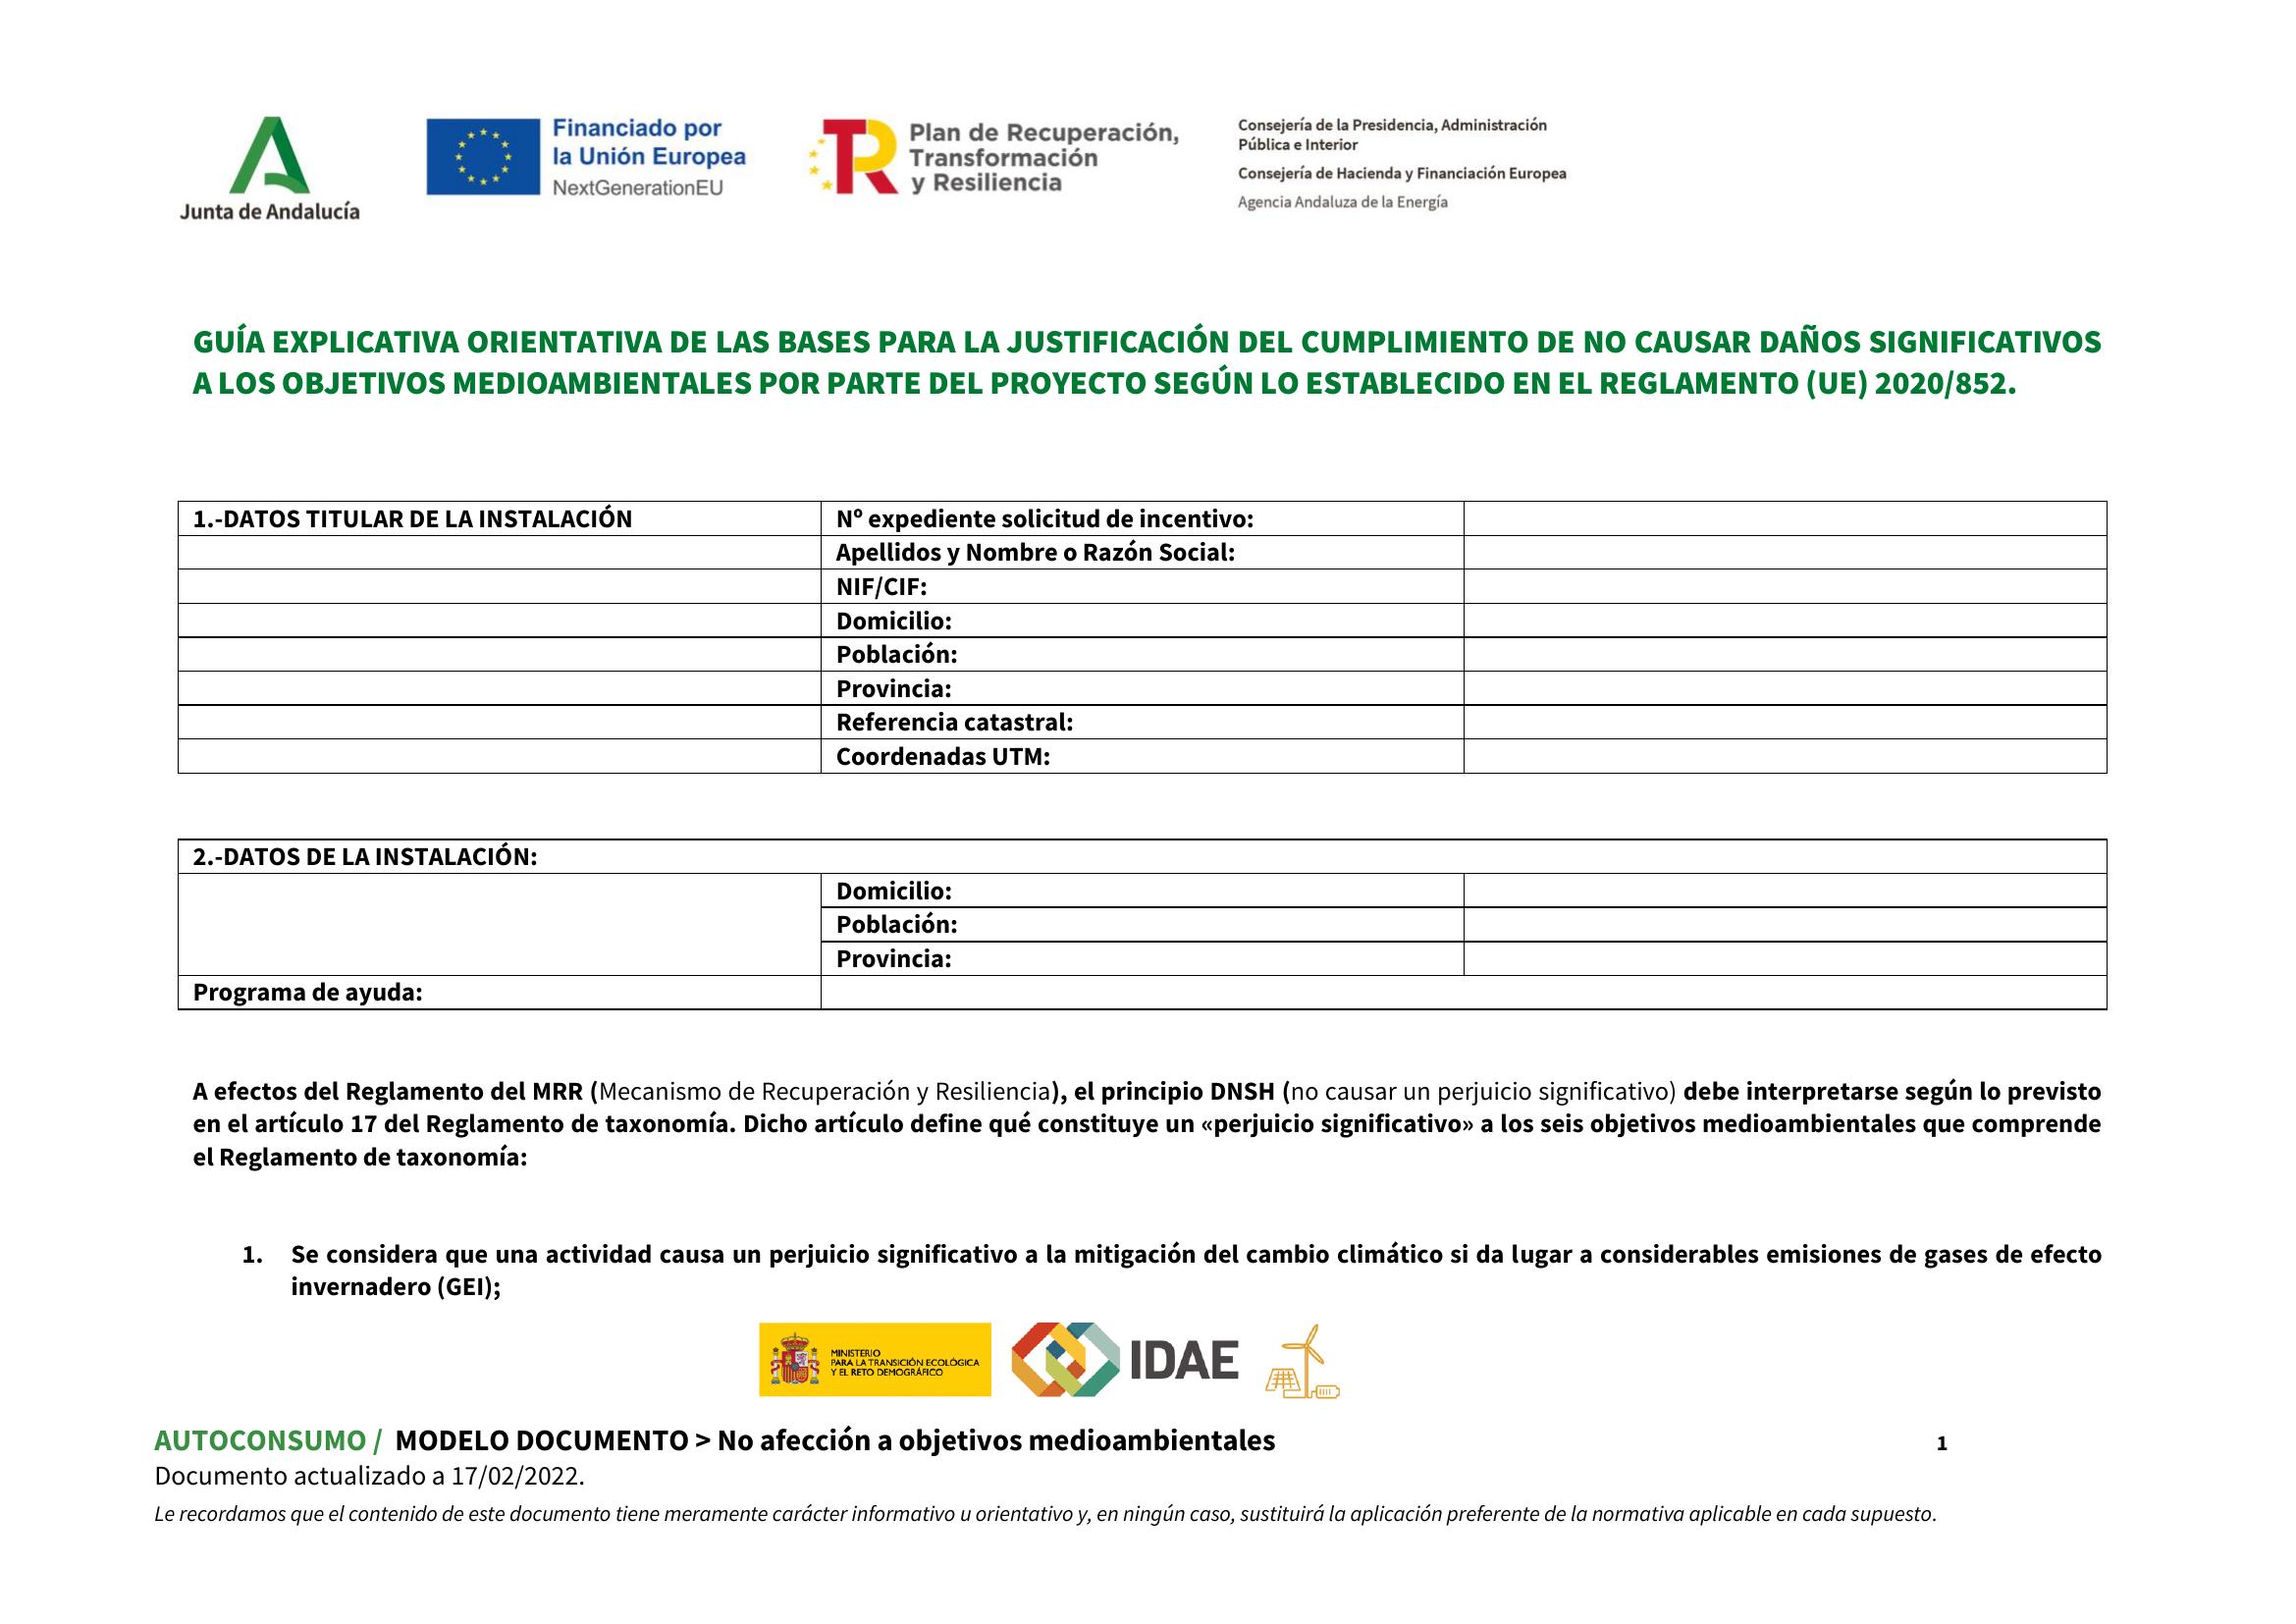 Junta de Andalucía
Financiado por
la Unión Europea
NextGenerationEU
Plan de Recuperación,
Transformación
y Resiliencia
Consejería de la Presidencia, Administración
Pública e Interior
Consejería de Hacienda y Financiación Europea
Agencia Andaluza de la Energía
GUÍA EXPLICATIVA ORIENTATIVA DE LAS BASES PARA LA JUSTIFICACIÓN DEL CUMPLIMIENTO DE NO CAUSAR DAÑOS SIGNIFICATIVOS
A LOS OBJETIVOS MEDIOAMBIENTALES POR PARTE DEL PROYECTO SEGÚN LO ESTABLECIDO EN EL REGLAMENTO (UE) 2020/852.
1.-DATOS TITULAR DE LA INSTALACIÓN Nº expediente solicitud de incentivo:
Apellidos y Nombre o Razón Social:
NIF/CIF:
Domicilio:
Población:
Provincia:
Referencia catastral:
Coordenadas UTM:
2.-DATOS DE LA INSTALACIÓN:
Domicilio:
Población:
Provincia:
Programa de ayuda:
A efectos del Reglamento del MRR (Mecanismo de Recuperación y Resiliencia), el principio DNSH (no causar un perjuicio significativo) debe interpretarse según lo previsto
en el artículo 17 del Reglamento de taxonomía. Dicho artículo define qué constituye un «perjuicio significativo» a los seis objetivos medioambientales que comprende
el Reglamento de taxonomía:
1. Se considera que una actividad causa un perjuicio significativo a la mitigación del cambio climático si da lugar a considerables emisiones de gases de efecto
invernadero (GEI);
MINISTERIO
PARA LA TRANSICIÓN ECOLÓGICA
Y EL RETO DEMOGRÁFICO
IDAE
AUTOCONSUMO / MODELO DOCUMENTO > No afección a objetivos medioambientales 1
Documento actualizado a 17/02/2022.
Le recordamos que el contenido de este documento tiene meramente carácter informativo u orientativo y, en ningún caso, sustituirá la aplicación preferente de la normativa aplicable en cada supuesto.